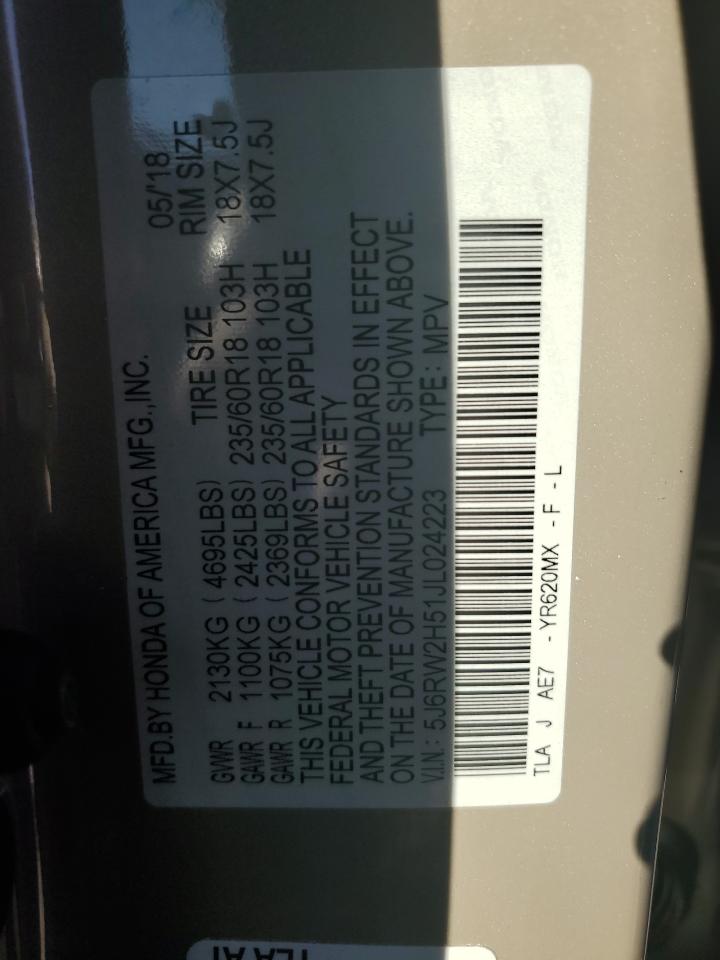 MFD.BY HONDA OF AMERICA MFG.,INC. 05/'18
TIRE SIZE RIM SIZE
GVWR 2130KG ( 4695LBS)
GAWR F 1100KG ( 2425LBS) 235/60R18 103H 18X7.5J
GAWR R 1075KG ( 2369LBS) 235/60R18 103H 18X7.5J
THIS VEHICLE CONFORMS TO ALL APPLICABLE
FEDERAL MOTOR VEHICLE SAFETY
AND THEFT PREVENTION STANDARDS IN EFFECT
ON THE DATE OF MANUFACTURE SHOWN ABOVE.
V.I.N.: 5J6RW2H51JL024223 TYPE: MPV
TLA J AE7 - YR620MX - F - L